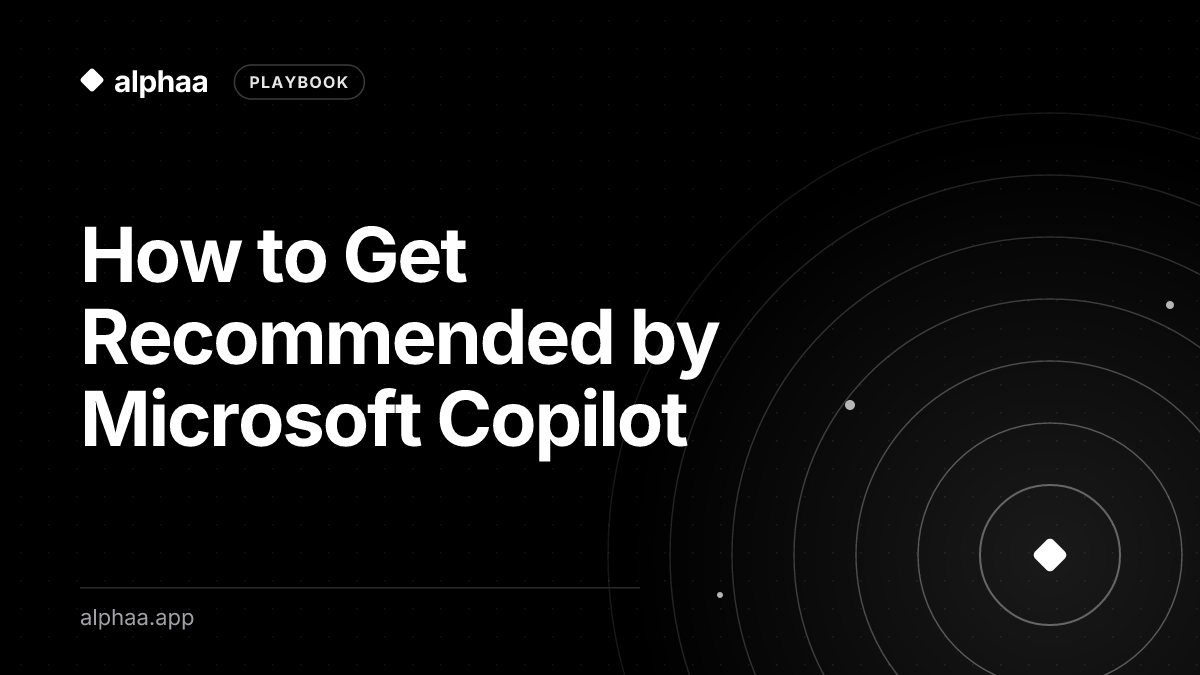 alphaa
PLAYBOOK
How to Get
Recommended by
Microsoft Copilot
alphaa.app